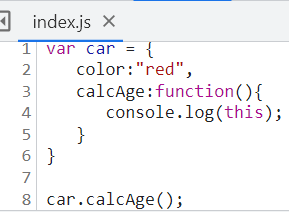 index.js ×
1 var car = {
2    color:"red",
3    calcAge:function(){
4       console.log(this);
5    }
6 }
7
8 car.calcAge();